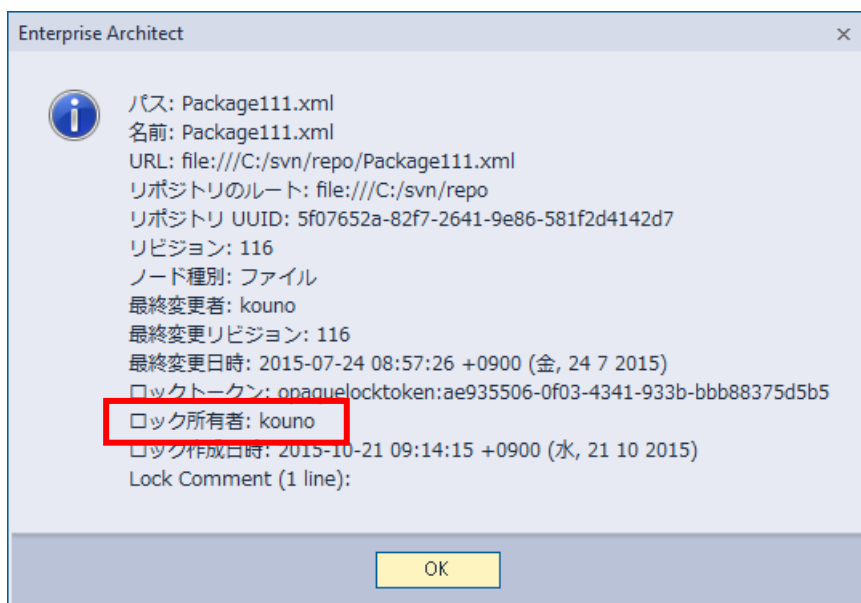 Enterprise Architect
パス: Package111.xml
名前: Package111.xml
URL: file:///C:/svn/repo/Package111.xml
リポジトリのルート: file:///C:/svn/repo
リポジトリ UUID: 5f07652a-82f7-2641-9e86-581f2d4142d7
リビジョン: 116
ノード種別: ファイル
最終変更者: kouno
最終変更リビジョン: 116
最終変更日時: 2015-07-24 08:57:26 +0900 (金, 24 7 2015)
ロックトークン: opaquelocktoken:ae935506-0f03-4341-933b-bbb88375d5b5
ロック所有者: kouno
ロック作成日時: 2015-10-21 09:14:15 +0900 (水, 21 10 2015)
Lock Comment (1 line):
OK